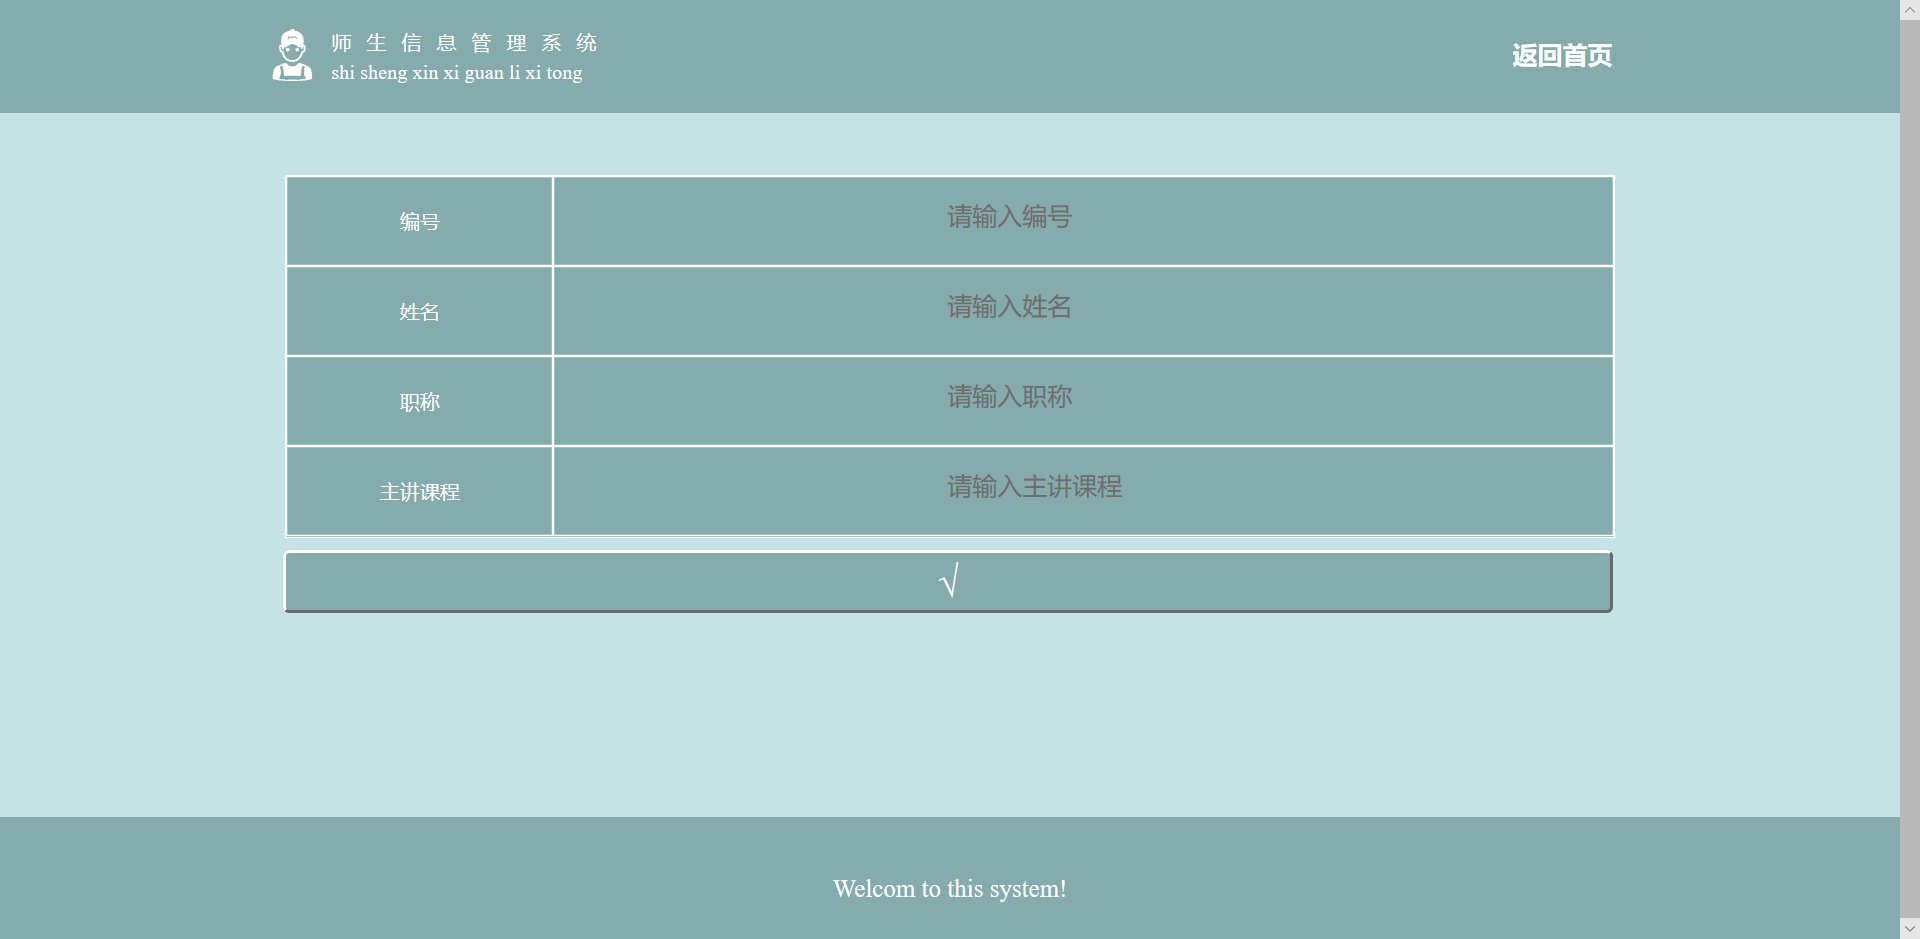 师生信息管理系统
shi sheng xin xi guan li xi tong
返回首页
编号 请输入编号
姓名 请输入姓名
职称 请输入职称
主讲课程 请输入主讲课程
√
Welcom to this system!